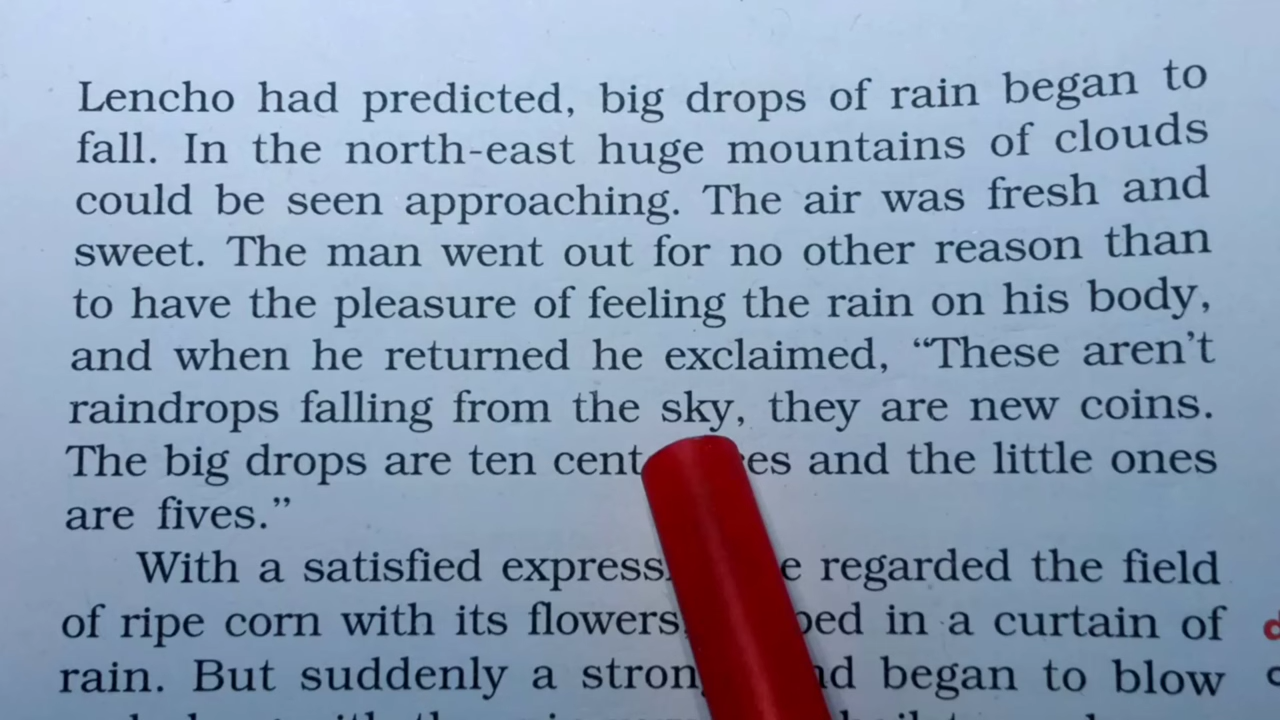 Lencho had predicted, big drops of rain began to
fall. In the north-east huge mountains of clouds
could be seen approaching. The air was fresh and
sweet. The man went out for no other reason than
to have the pleasure of feeling the rain on his body,
and when he returned he exclaimed, “These aren’t
raindrops falling from the sky, they are new coins.
The big drops are ten cent and the little ones
are fives.”
With a satisfied regarded the field
of ripe corn with its flowers, in a curtain of
rain. But suddenly a began to blow